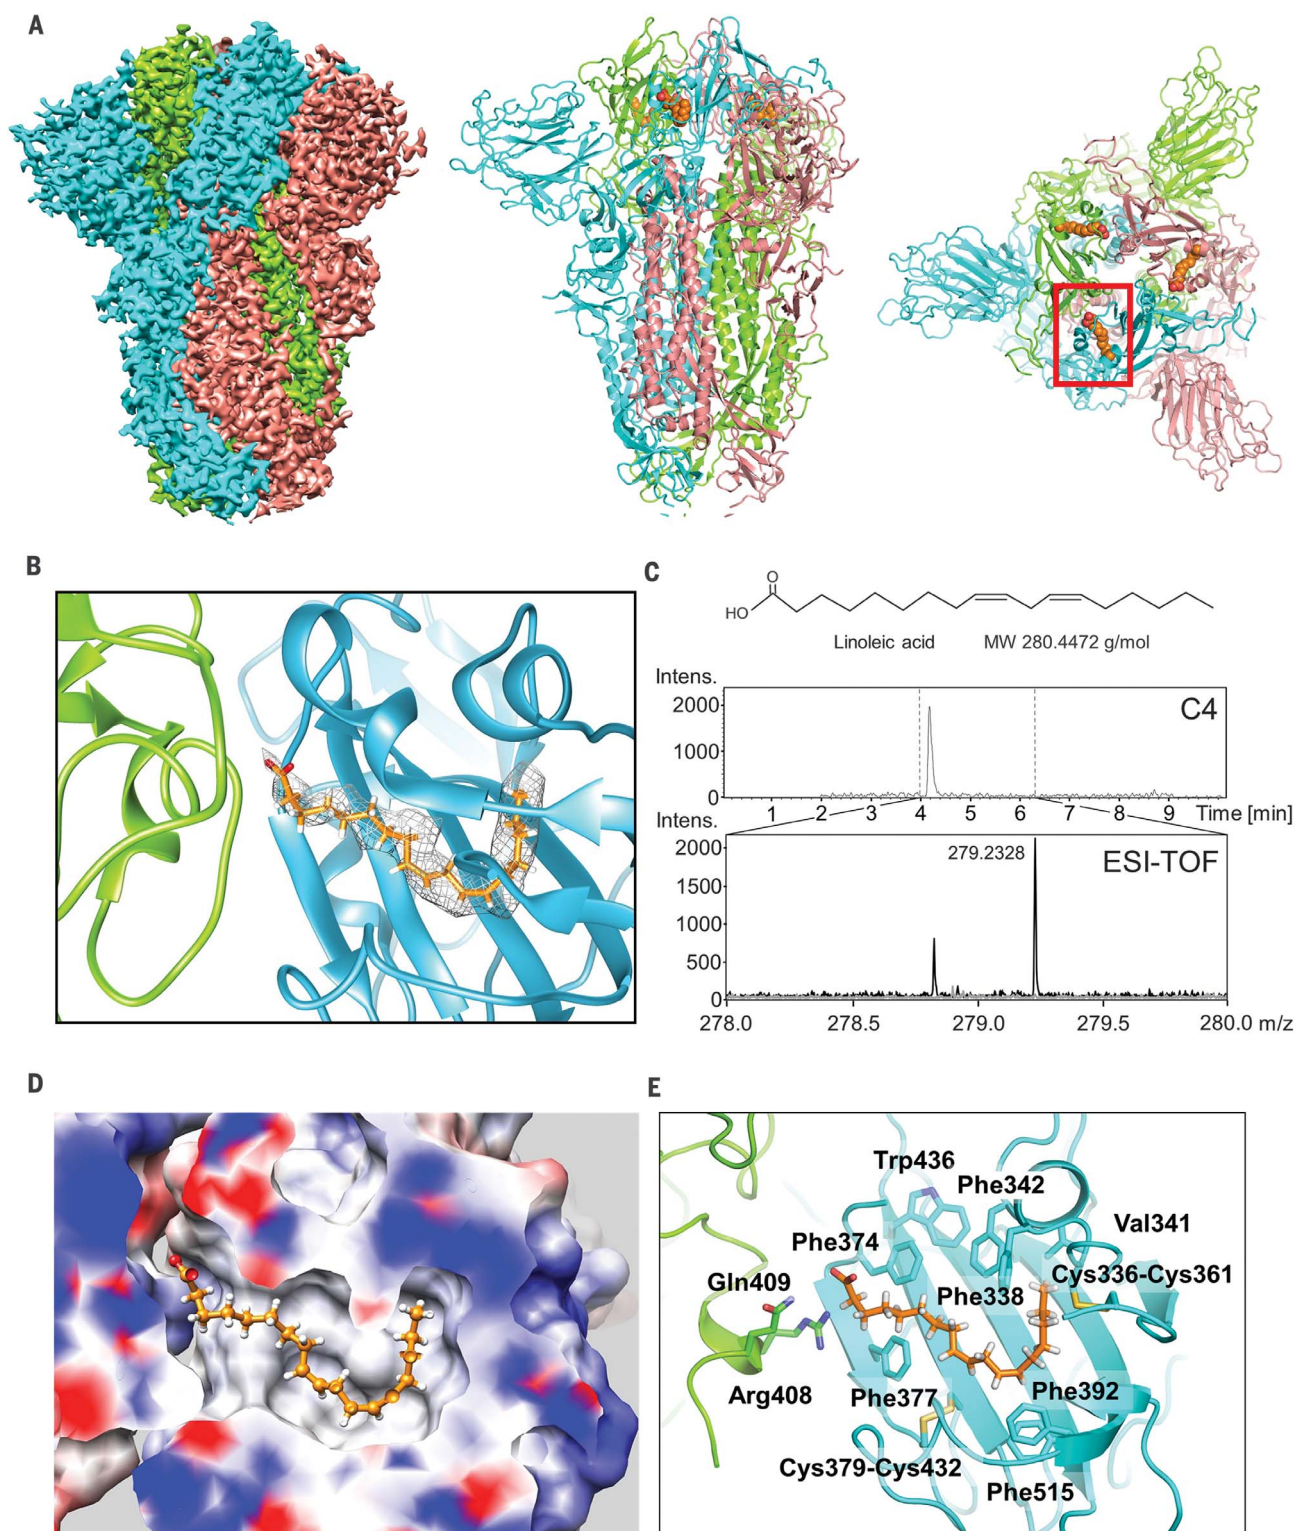 A
B
C
O
HO
Linoleic acid MW 280.4472 g/mol
Intens.
2000
1000
0
C4
1 2 3 4 5 6 7 8 9 Time [min]
Intens.
2000
1500
1000
500
0
279.2328
ESI-TOF
278.0 278.5 279.0 279.5 280.0 m/z
D
E
Trp436
Phe342
Val341
Phe374
Cys336-Cys361
Gln409
Phe338
Arg408
Phe377
Phe392
Cys379-Cys432
Phe515